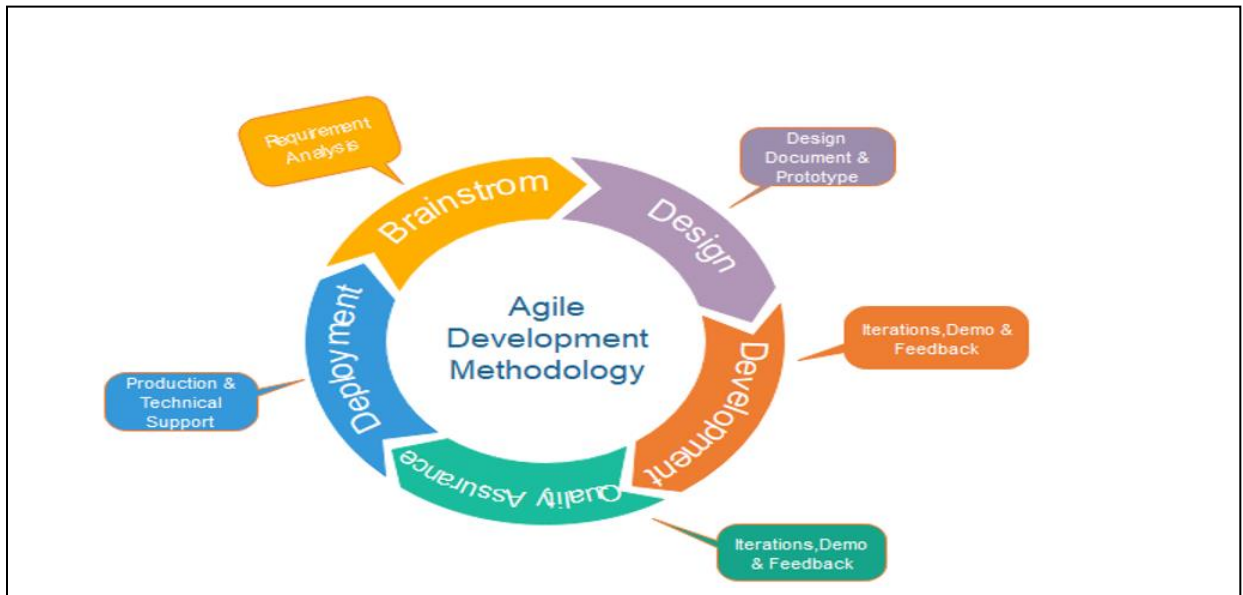 Requirement
Analysis
Brainstrom
Design
Document &
Prototype
Design
Iterations,Demo &
Feedback
Development
Agile
Development
Methodology
Production &
Technical
Support
Deployment
Quality Assurance
Iterations,Demo
& Feedback